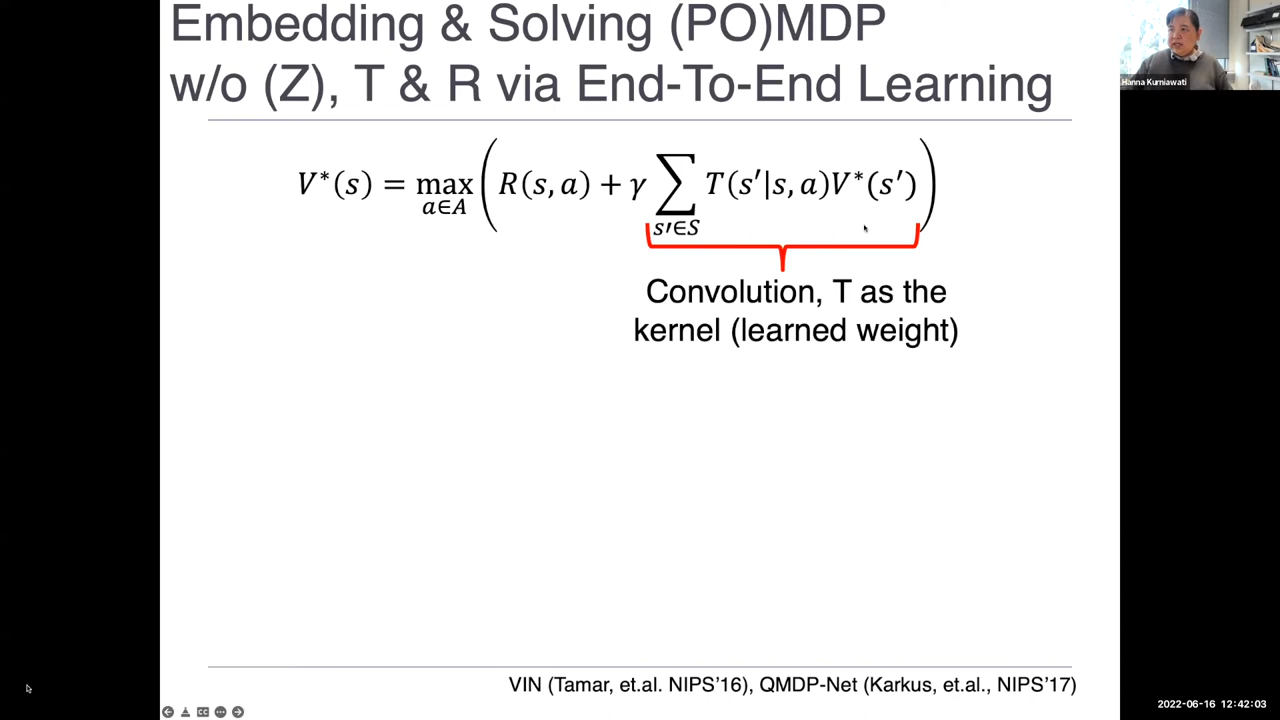 Embedding & Solving (PO)MDP
w/o (Z), T & R via End-To-End Learning
Hanna Kurniawati
V*(s) = max_{a∈A} ( R(s, a) + γ ∑_{s′∈S} T(s′|s, a)V*(s′) )
Convolution, T as the
kernel (learned weight)
VIN (Tamar, et.al. NIPS'16), QMDP-Net (Karkus, et.al., NIPS'17)
2022-06-16 12:42:03